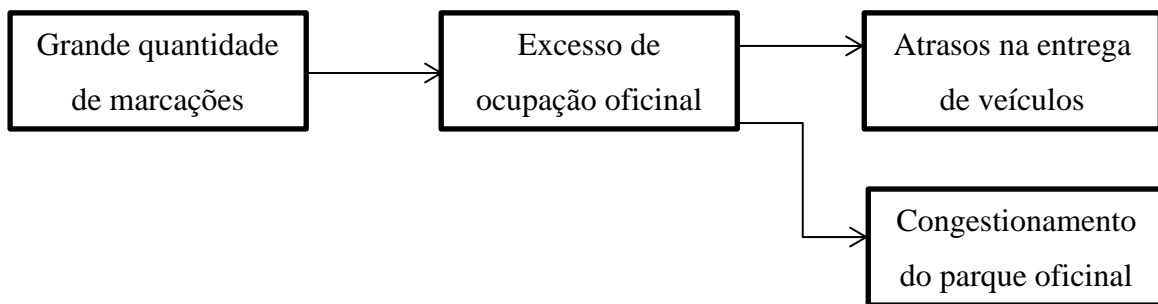 Grande quantidade
de marcações
Excesso de
ocupação oficinal
Atrasos na entrega
de veículos
Congestionamento
do parque oficinal